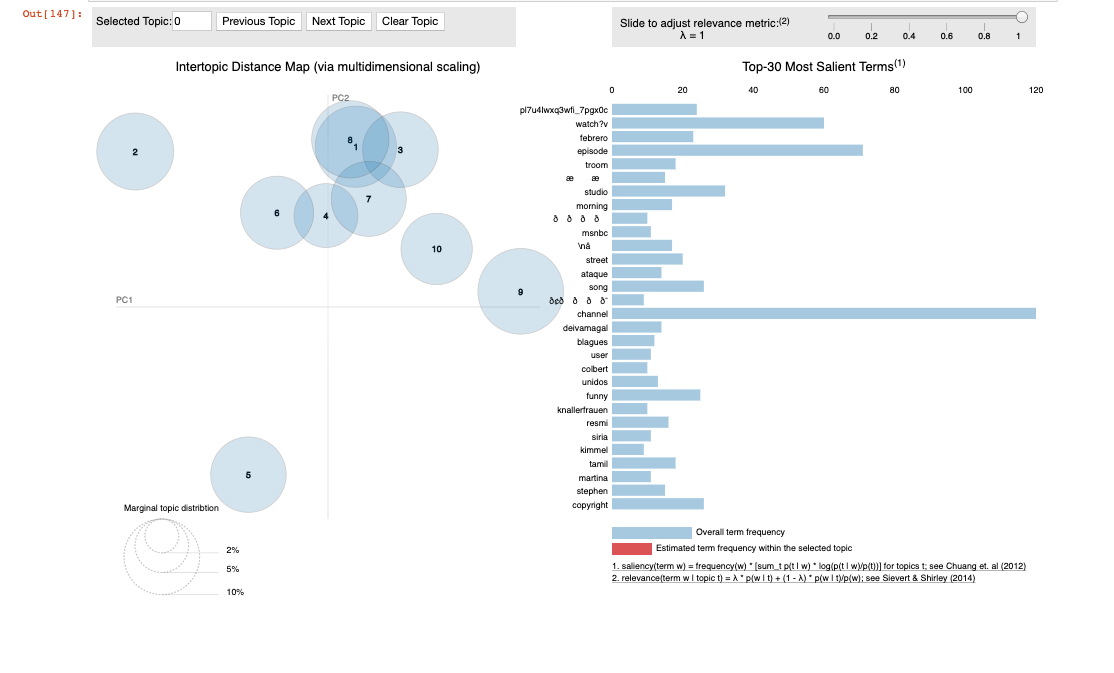 Out[147]:
Selected Topic: 0 Previous Topic Next Topic Clear Topic
Slide to adjust relevance metric:(2)
λ = 1
0.0 0.2 0.4 0.6 0.8 1
Intertopic Distance Map (via multidimensional scaling)
PC2
PC1
2
8
1
3
6
4
7
10
9
5
Marginal topic distribtion
2%
5%
10%
Top-30 Most Salient Terms(1)
0 20 40 60 80 100 120
watch?v
febrero
episode
troom
æ æ
studio
morning
ð ð ð ð
msnbc
\nâ
street
ataque
song
channel
deivamagal
blagues
user
colbert
unidos
funny
knallerfrauen
resmi
siria
kimmel
tamil
martina
stephen
copyright
Overall term frequency
Estimated term frequency within the selected topic
1. saliency(term w) = frequency(w) * [sum_t p(t | w) * log(p(t | w)/p(t))] for topics t; see Chuang et. al (2012)
2. relevance(term w | topic t) = λ * p(w | t) + (1 - λ) * p(w | t)/p(w); see Sievert & Shirley (2014)